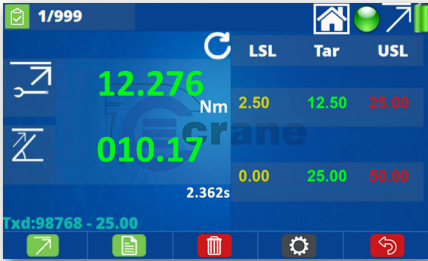 1/999
LSL Tar USL
12.276 Nm 2.50 12.50 25.00
crane
010.17
0.00 25.00 50.00
2.362s
Txd:98768 - 25.00